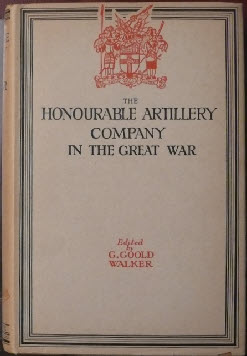 THE
HONOURABLE ARTILLERY
COMPANY
IN THE GREAT WAR
Edited
by
G. GOOLD
WALKER